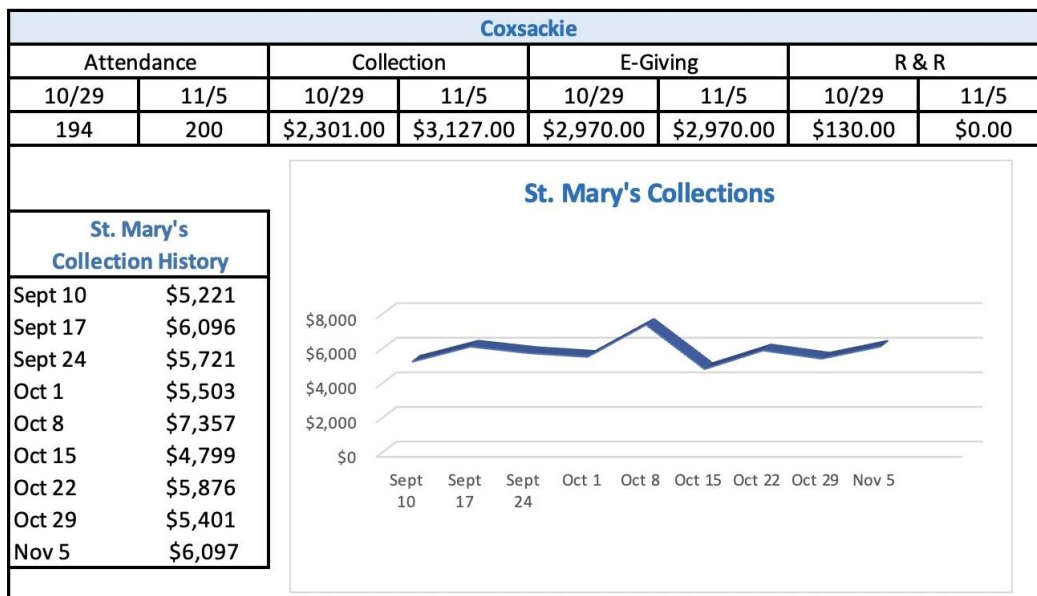 Coxsackie
Attendance Collection E-Giving R & R
10/29 11/5 10/29 11/5 10/29 11/5 10/29 11/5
194 200 $2,301.00 $3,127.00 $2,970.00 $2,970.00 $130.00 $0.00
St. Mary's
Collection History
Sept 10 $5,221
Sept 17 $6,096
Sept 24 $5,721
Oct 1 $5,503
Oct 8 $7,357
Oct 15 $4,799
Oct 22 $5,876
Oct 29 $5,401
Nov 5 $6,097
St. Mary's Collections
$8,000
$6,000
$4,000
$2,000
$0
Sept Sept Sept Oct 1 Oct 8 Oct 15 Oct 22 Oct 29 Nov 5
10 17 24